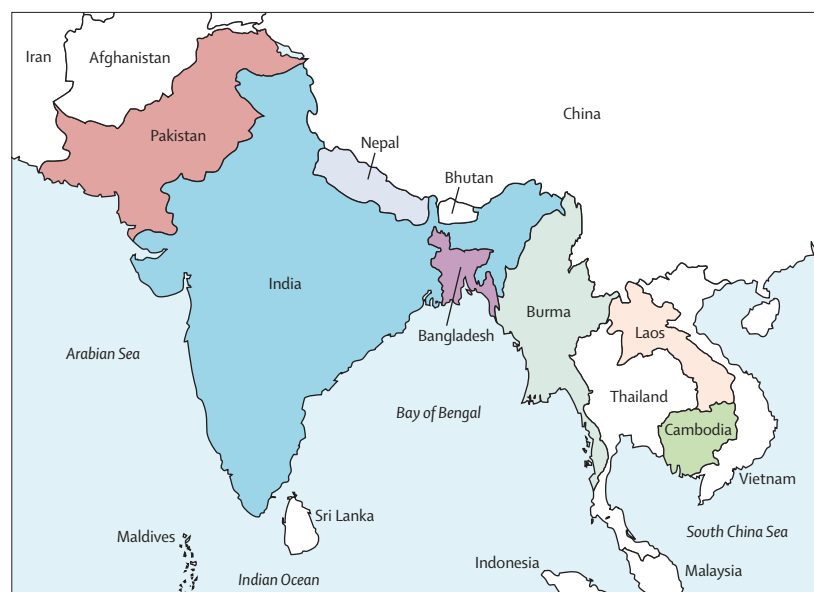 Iran
Afghanistan
China
Pakistan
Nepal
Bhutan
India
Burma
Bangladesh
Laos
Arabian Sea
Thailand
Bay of Bengal
Cambodia
Vietnam
Sri Lanka
South China Sea
Maldives
Indonesia
Malaysia
Indian Ocean